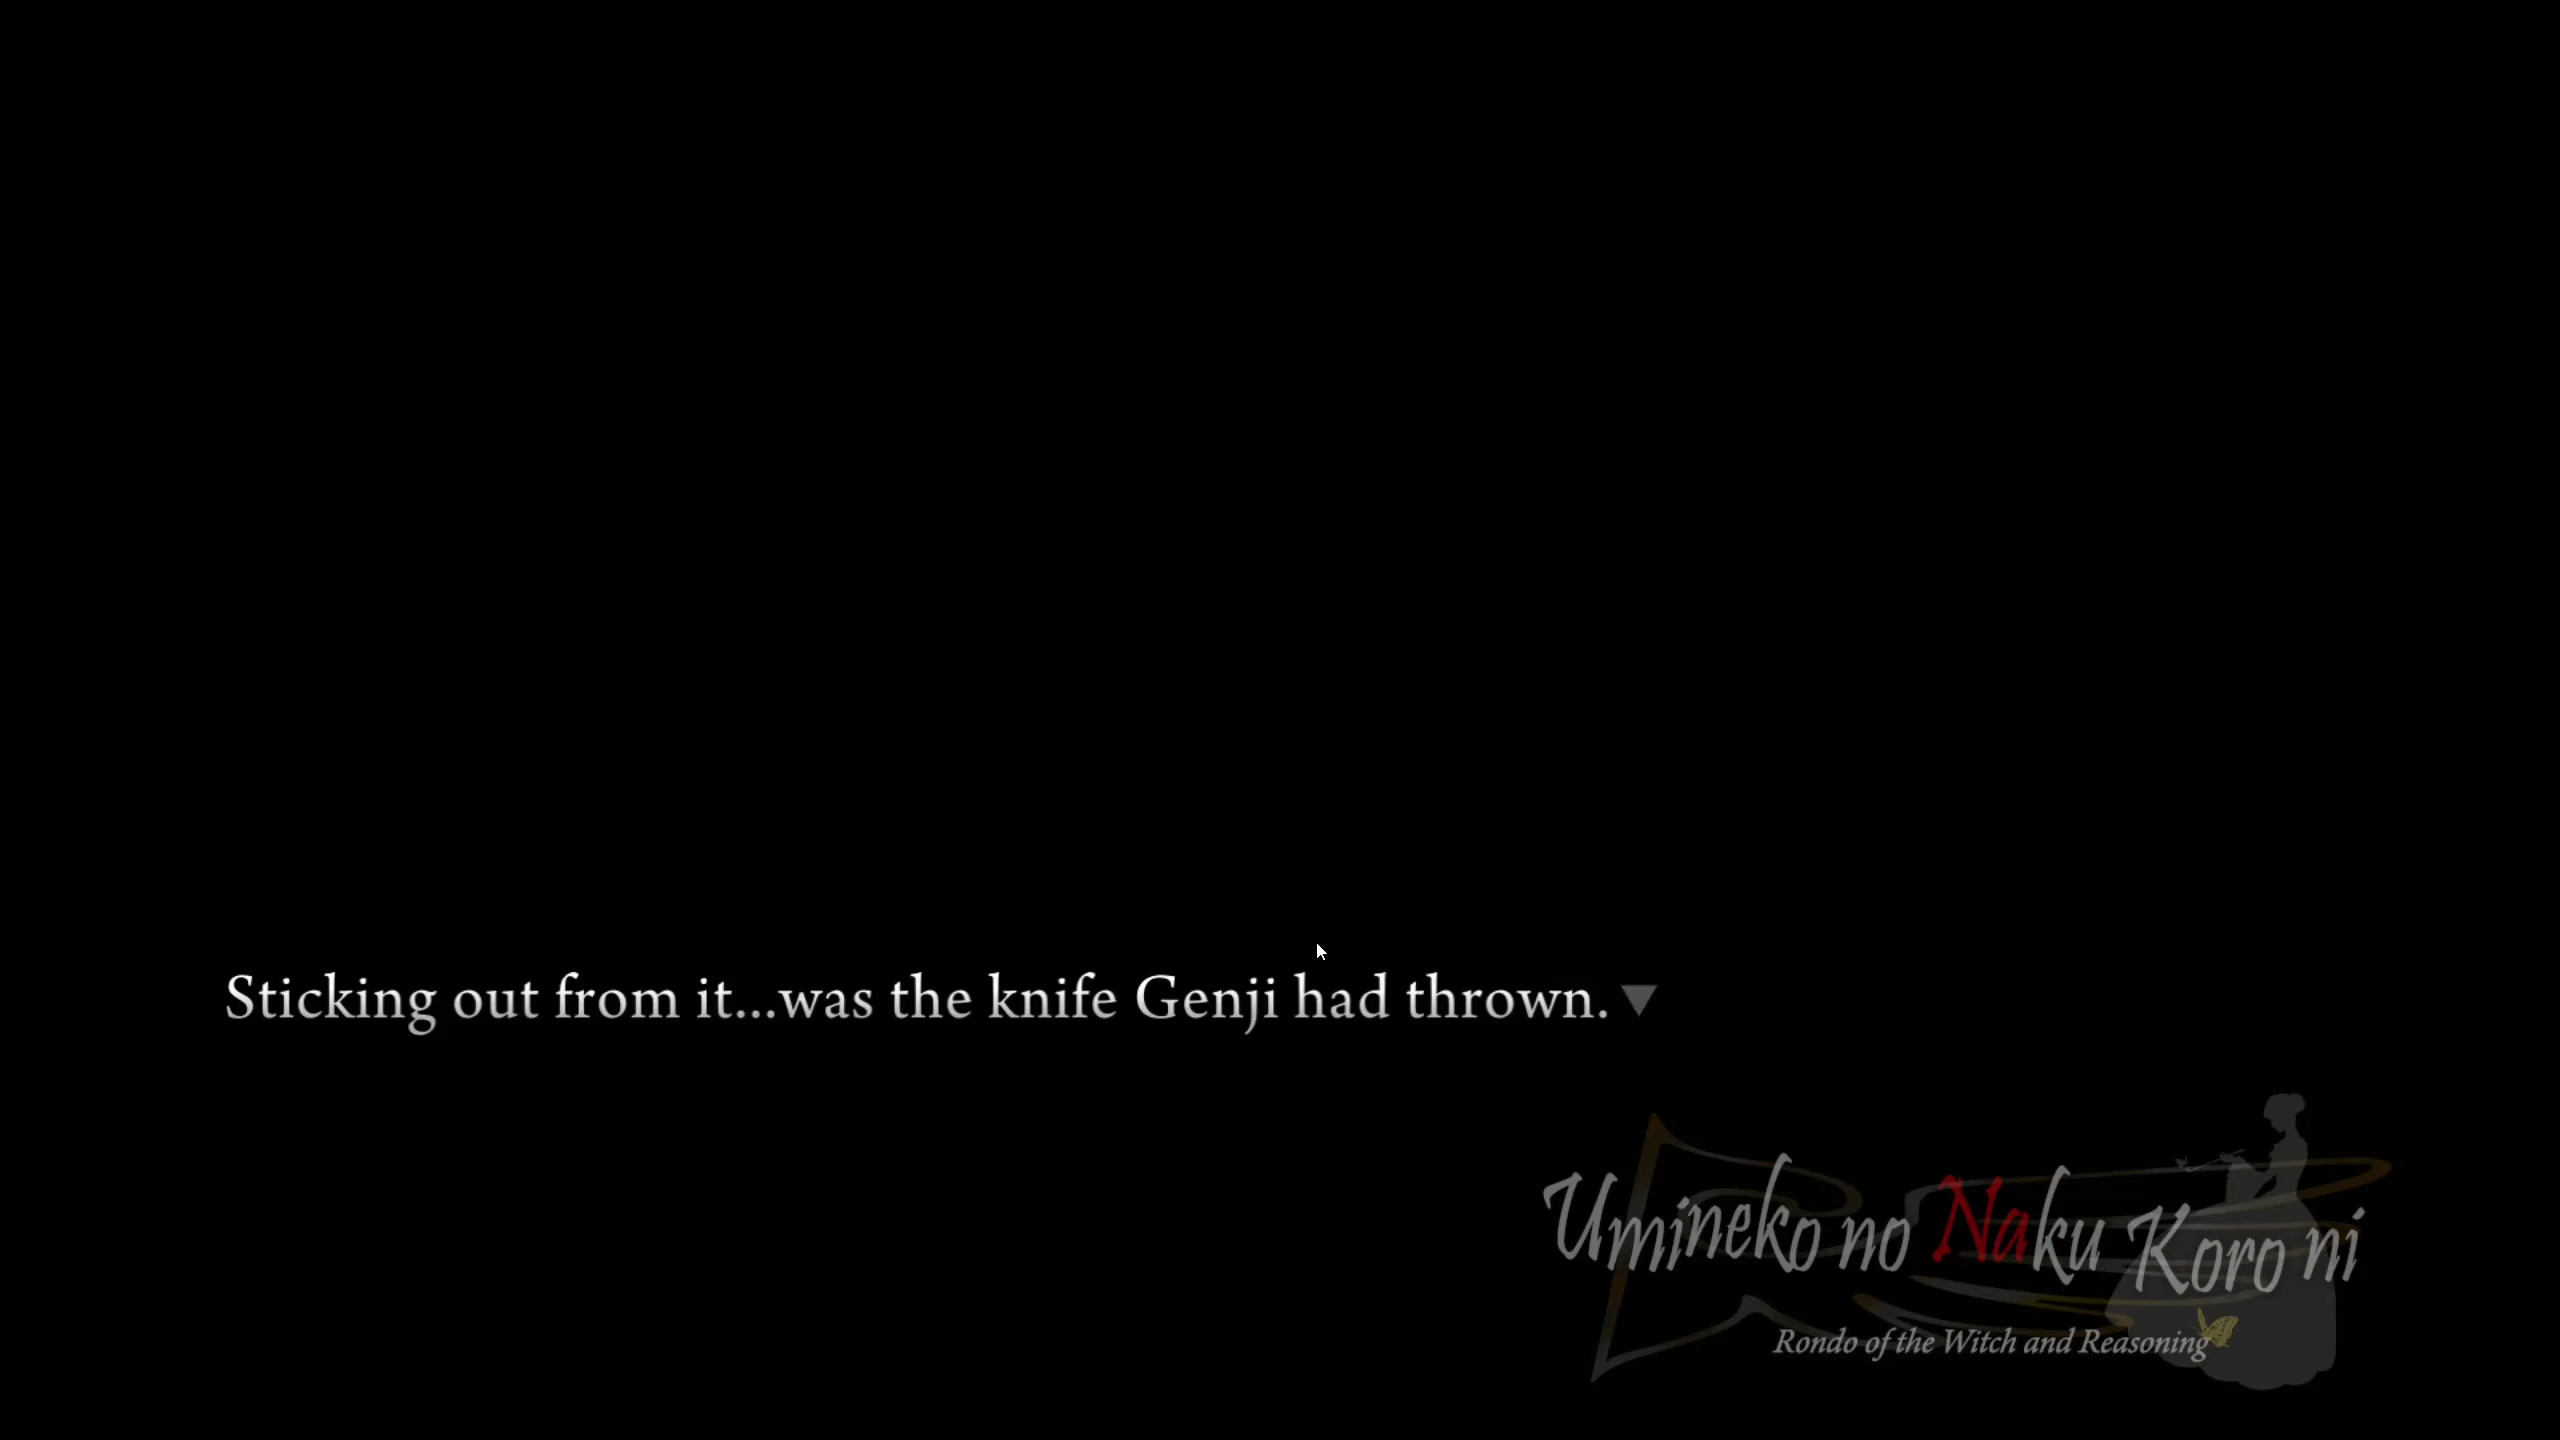 Sticking out from it...was the knife Genji had thrown.
Umineko no Naku Koro ni
Rondo of the Witch and Reasoning